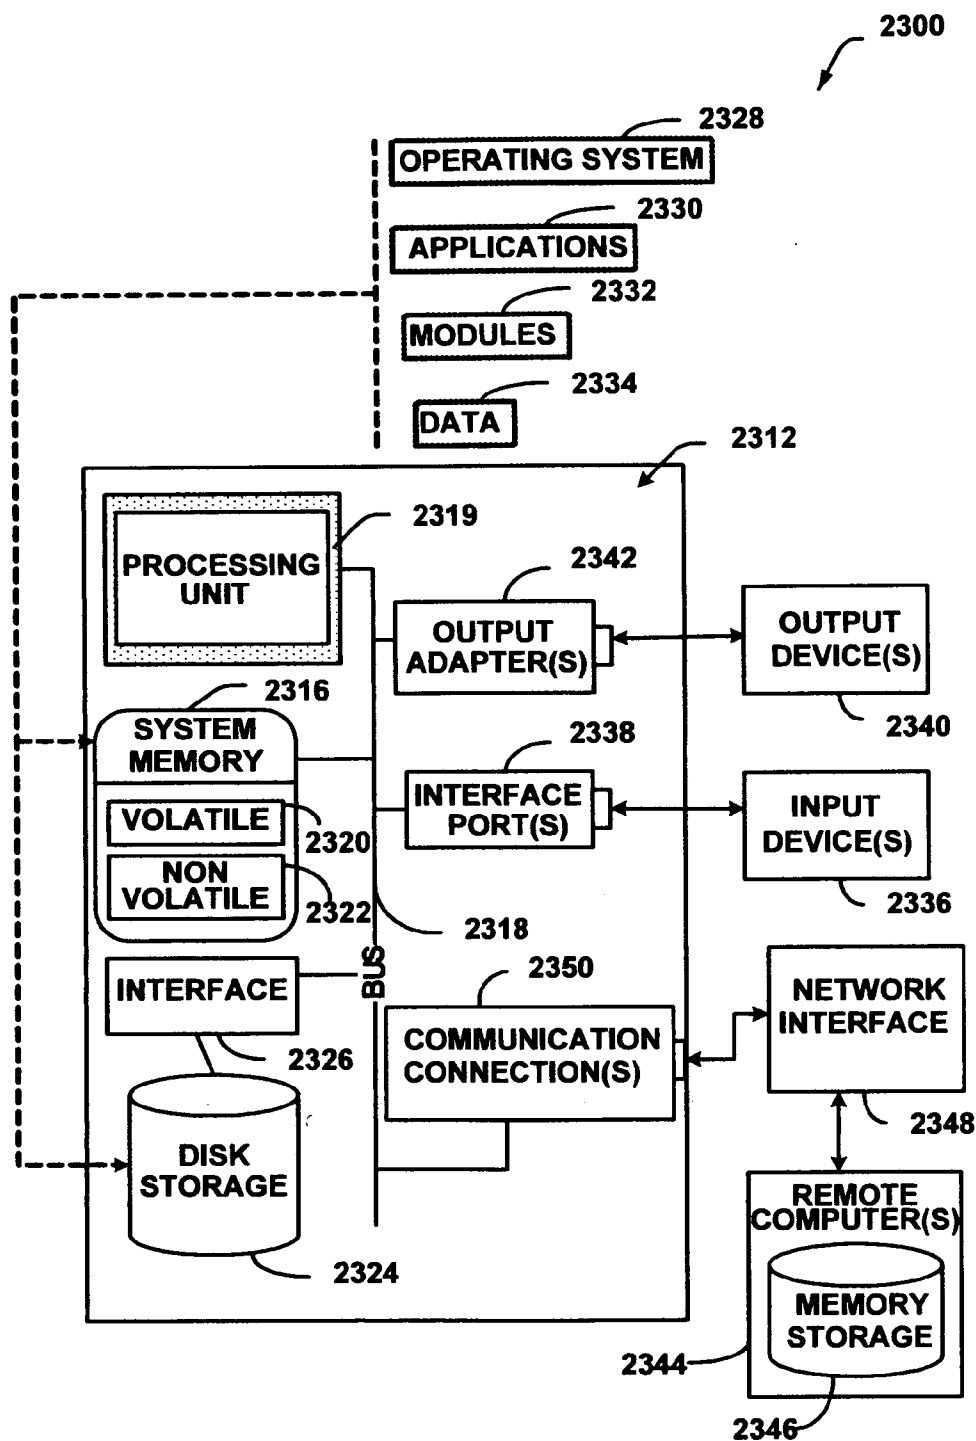 2300
2328
OPERATING SYSTEM
2330
APPLICATIONS
2332
MODULES
2334
DATA
2312
2319
PROCESSING
UNIT
2342
OUTPUT
ADAPTER(S)
OUTPUT
DEVICE(S)
2340
2316
SYSTEM
MEMORY
VOLATILE
2320
NON
VOLATILE
2322
2338
INTERFACE
PORT(S)
INPUT
DEVICE(S)
2336
2318
BUS
INTERFACE
2326
2350
COMMUNICATION
CONNECTION(S)
NETWORK
INTERFACE
2348
DISK
STORAGE
2324
REMOTE
COMPUTER(S)
MEMORY
STORAGE
2344
2346